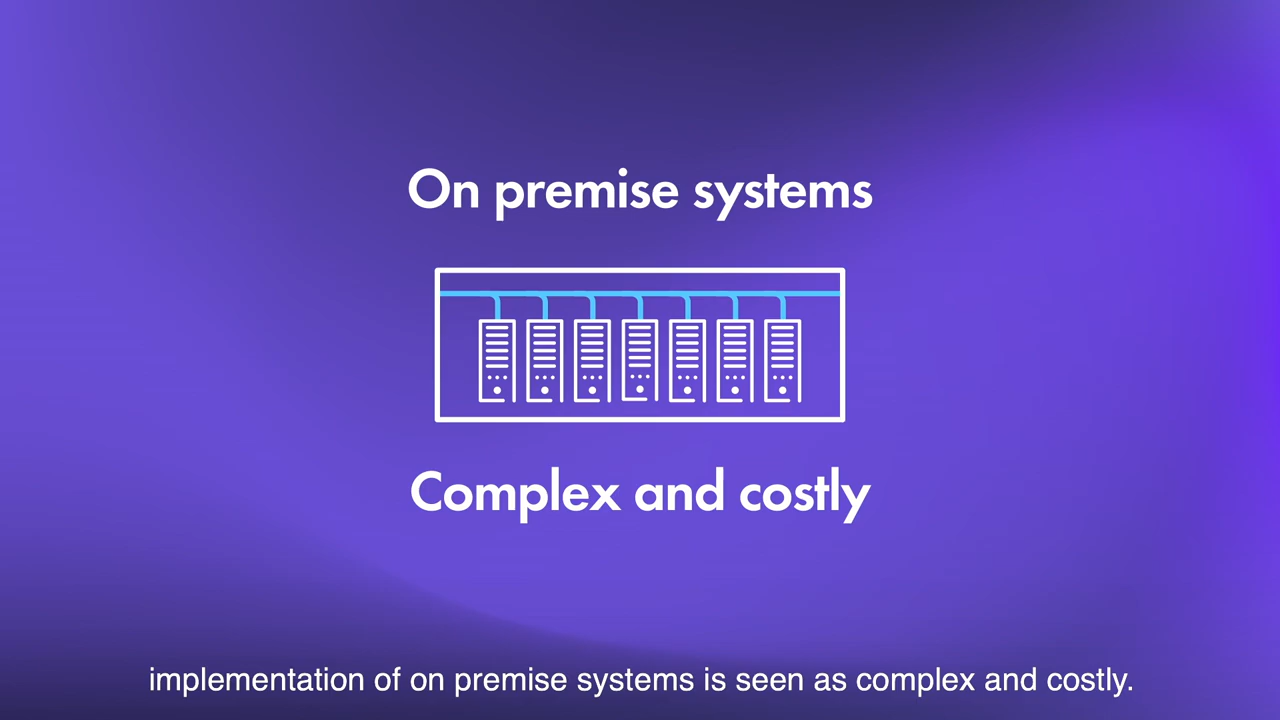 On premise systems
Complex and costly
implementation of on premise systems is seen as complex and costly.